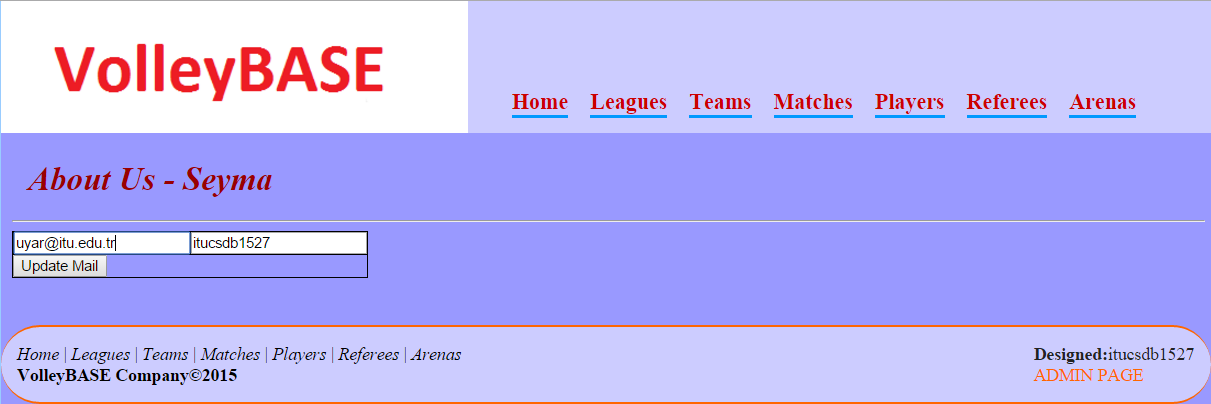 VolleyBASE
Home Leagues Teams Matches Players Referees Arenas
About Us - Seyma
uyar@itu.edu.tr itucsdb1527
Update Mail
Home | Leagues | Teams | Matches | Players | Referees | Arenas
VolleyBASE Company©2015
Designed:itucsdb1527
ADMIN PAGE